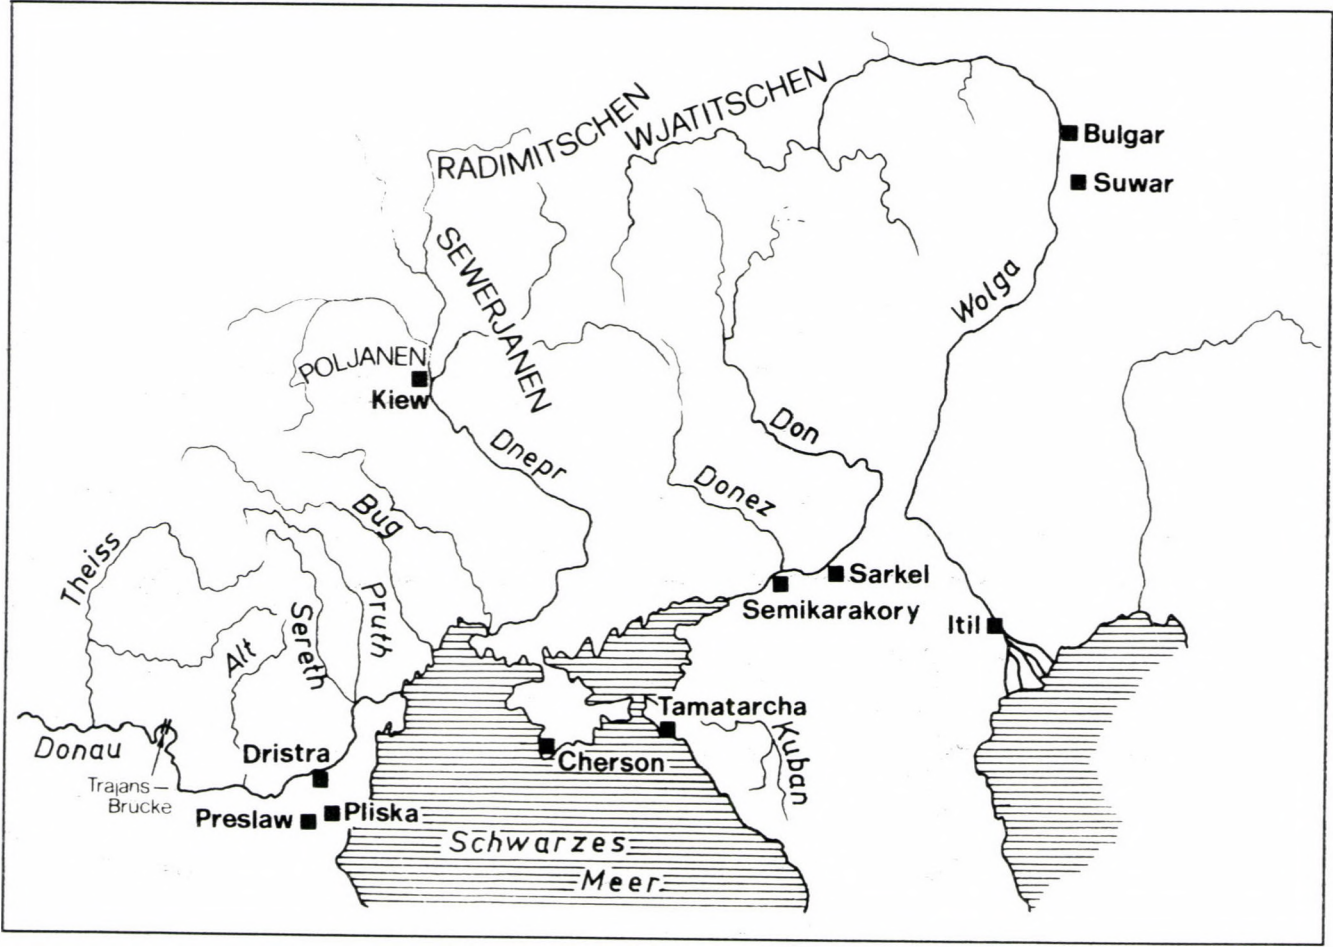 RADIMITSCHEN
WJATITSCHEN
Bulgar
Suwar
SEWERJANEN
Wolga
POLJANEN
Kiew
Dnepr
Don
Donez
Bug
Theiss
Sarkel
Semikarakory
Itil
Pruth
Sereth
Alt
Tamatarcha
Kuban
Donau
Dristra
Cherson
Trajans–
Brucke
Preslaw
Pliska
Schwarzes
Meer